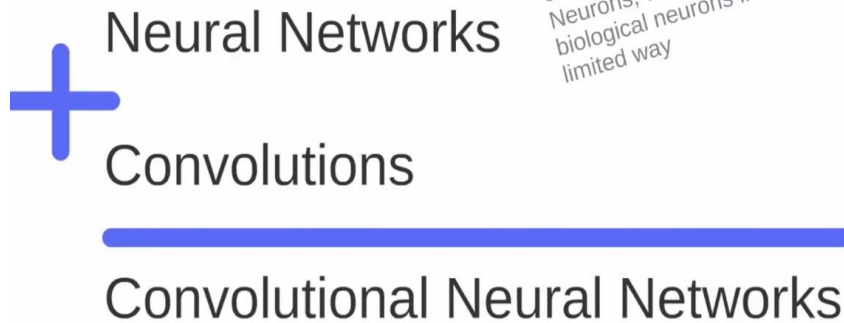 Neural Networks
Neurons,
biological neurons
limited way
Convolutions
Convolutional Neural Networks